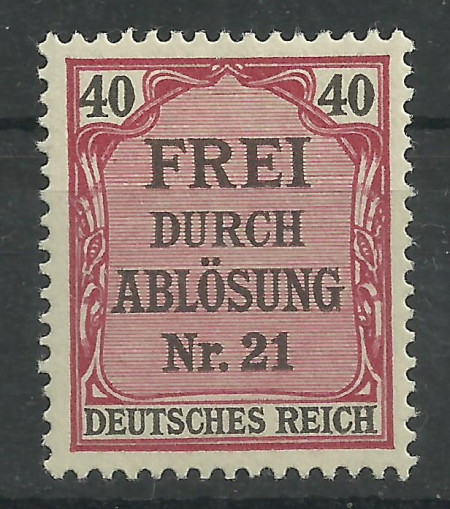 40 40
FREI
DURCH
ABLÖSUNG
Nr. 21
DEUTSCHES REICH